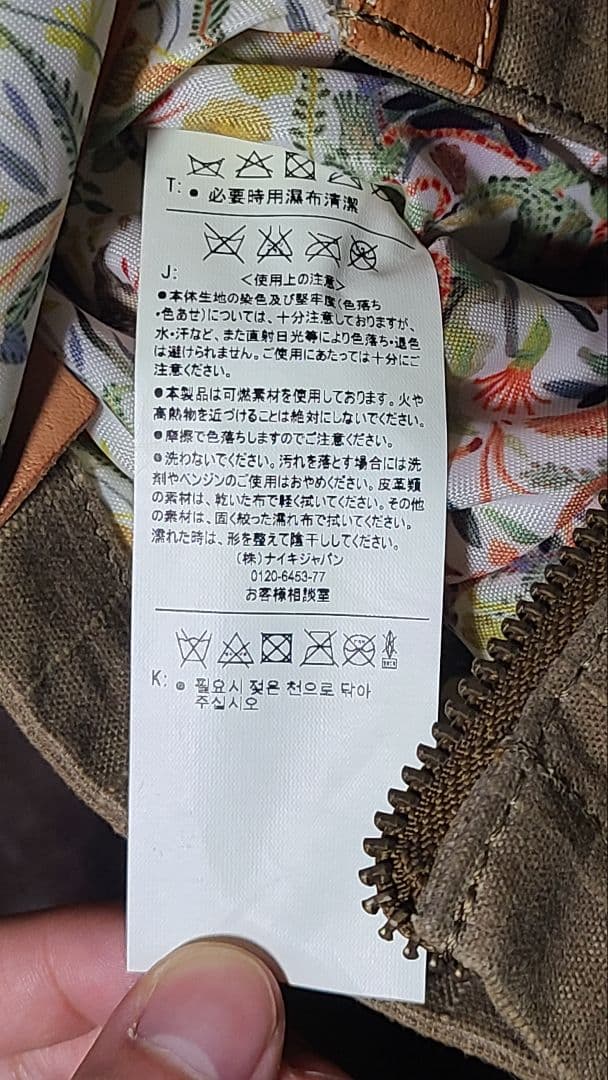 T: ● 必要時用濕布清潔
J: <使用上の注意>
●本体生地の染色及び堅牢度(色落ち
・色あせ)については、十分注意しておりますが、
水・汗など、また直射日光等により色落ち・退色
は避けられません。ご使用にあたっては十分にご
注意ください。
●本製品は可燃素材を使用しております。火や
高熱物を近づけることは絶対にしないでください。
●摩擦で色落ちしますのでご注意ください。
●洗わないでください。汚れを落とす場合には洗
剤やベンジンのご使用はおやめください。皮革類
の素材は、乾いた布で軽く拭いてください。その他
の素材は、固く絞った濡れ布で拭いてください。
濡れた時は、形を整えて陰干ししてください。
(株)ナイキジャパン
0120-6453-77
お客様相談室
K: ● 필요시 젖은 천으로 닦아
주십시오